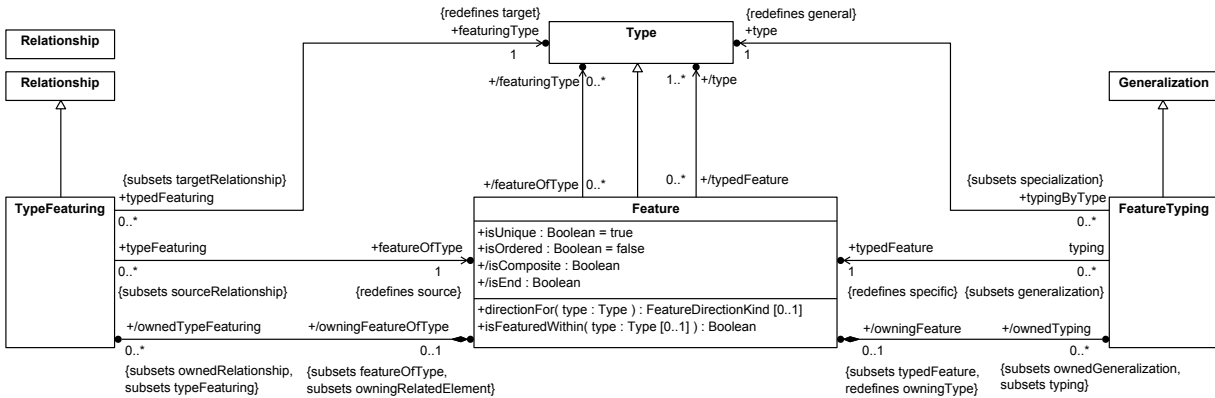 {redefines target}
+featuringType
1
{redefines general}
+type
1
Type
Relationship
Relationship
Generalization
+/featuringType 0..*
1..* +/type
+/featureOfType 0..*
0..* +/typedFeature
{subsets targetRelationship}
+typedFeaturing
0..*
{subsets specialization}
+typingByType
0..*
TypeFeaturing
Feature
FeatureTyping
+isUnique : Boolean = true
+isOrdered : Boolean = false
+/isComposite : Boolean
+/isEnd : Boolean
+directionFor( type : Type ) : FeatureDirectionKind [0..1]
+isFeaturedWithin( type : Type [0..1] ) : Boolean
+typeFeaturing
0..*
{subsets sourceRelationship}
+featureOfType
1
{redefines source}
+typedFeature
1
{redefines specific}
typing
0..*
{subsets generalization}
+/ownedTypeFeaturing
0..*
{subsets ownedRelationship,
subsets typeFeaturing}
+/owningFeatureOfType
0..1
{subsets featureOfType,
subsets owningRelatedElement}
+/owningFeature
0..1
{subsets typedFeature,
redefines owningType}
+/ownedTyping
0..*
{subsets ownedGeneralization,
subsets typing}